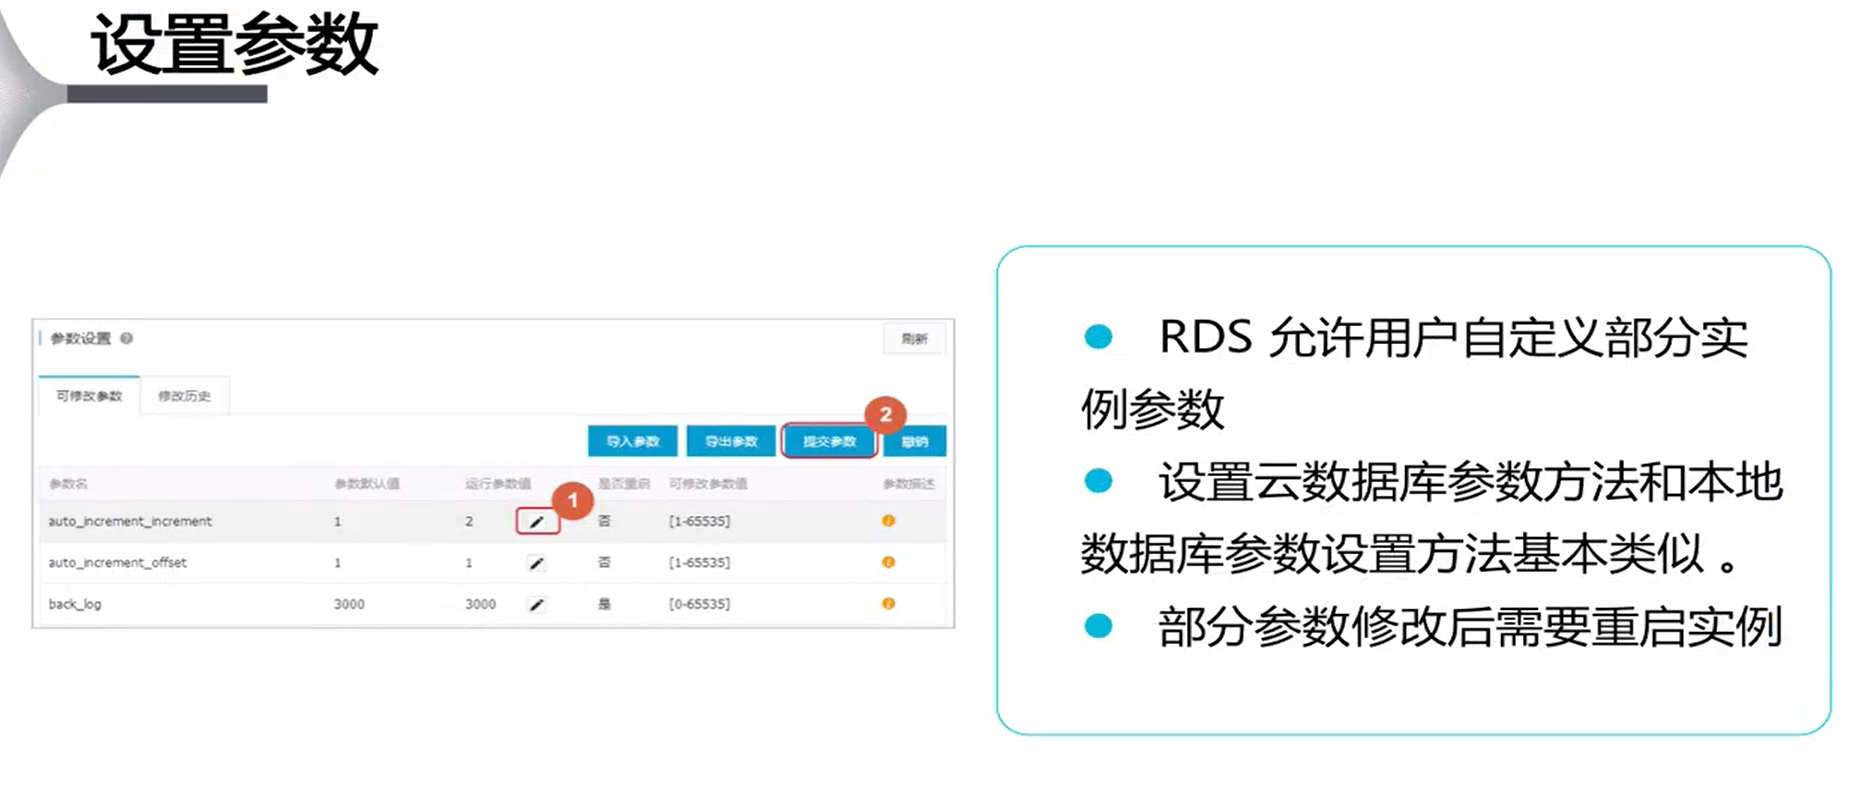 设置参数
参数设置
刷新
可修改参数 修改历史
2
导入参数 导出参数 提交参数 撤销
参数名 参数默认值 运行参数值 是否重启 可修改参数值 参数描述
1
auto_increment_increment 1 2 否 [1-65535]
auto_increment_offset 1 1 否 [1-65535]
back_log 3000 3000 是 [0-65535]
RDS 允许用户自定义部分实
例参数
设置云数据库参数方法和本地
数据库参数设置方法基本类似 。
部分参数修改后需要重启实例